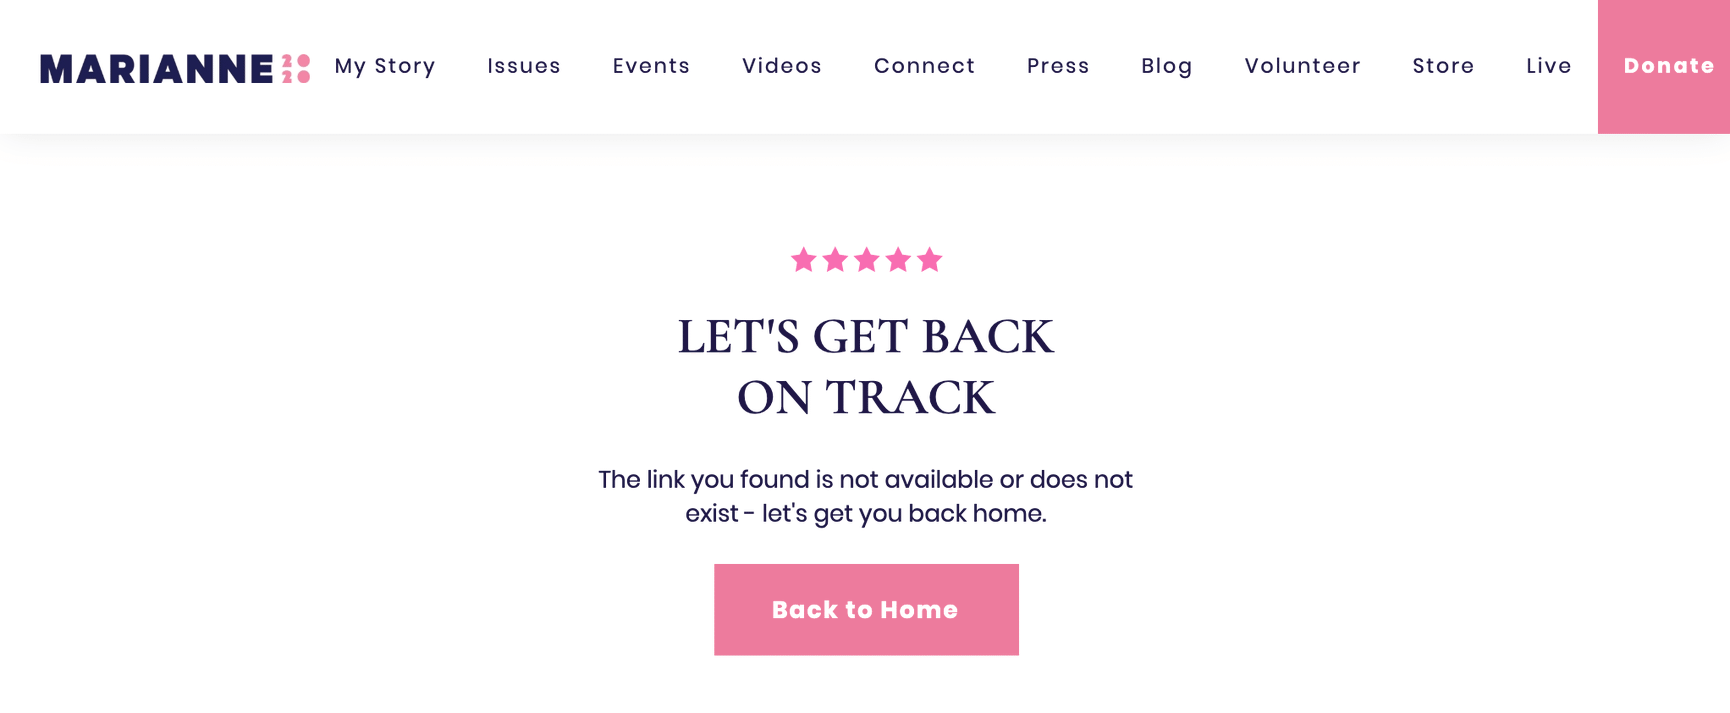 MARIANNE 2020 My Story Issues Events Videos Connect Press Blog Volunteer Store Live Donate
LET'S GET BACK
ON TRACK
The link you found is not available or does not
exist - let's get you back home.
Back to Home